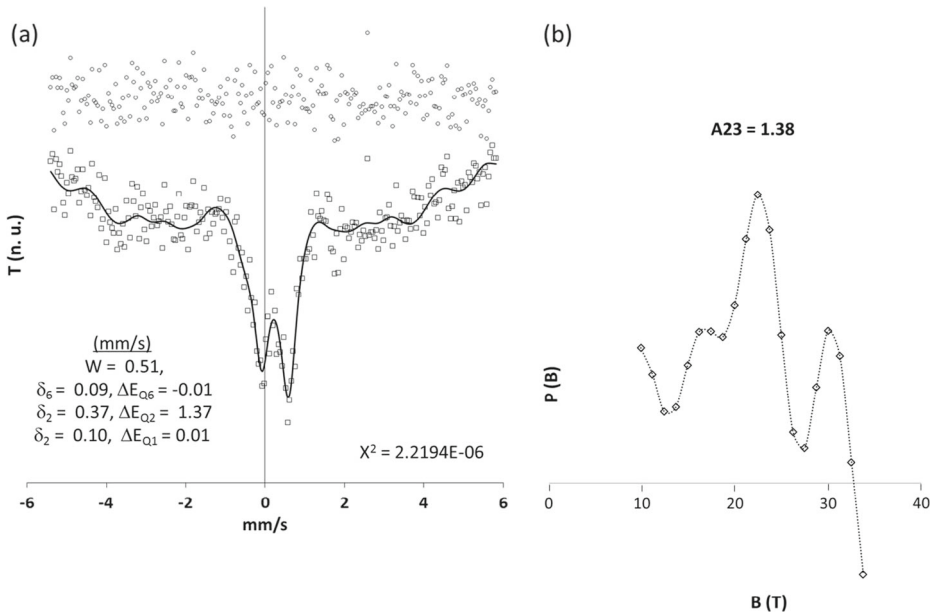 (a)
T (n. u.)
(mm/s)
W = 0.51,
δ6 = 0.09, ΔEQ6 = -0.01
δ2 = 0.37, ΔEQ2 = 1.37
δ2 = 0.10, ΔEQ1 = 0.01
X² = 2.2194E-06
-6 -4 -2 0 2 4 6
mm/s
(b)
A23 = 1.38
P (B)
0 10 20 30 40
B (T)